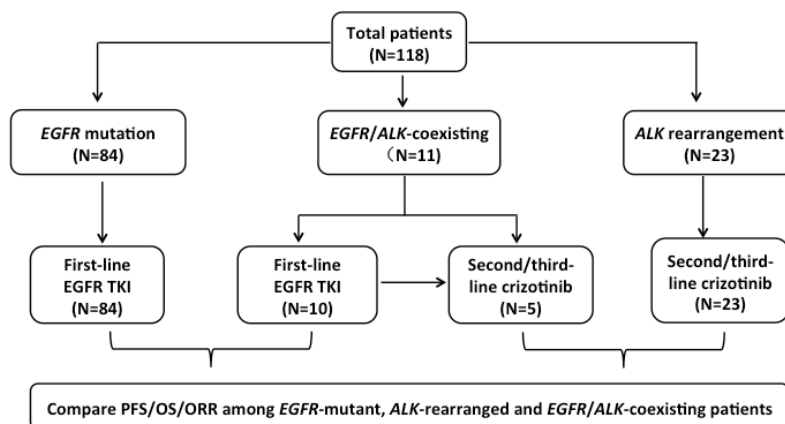 Total patients
(N=118)
EGFR mutation
(N=84)
EGFR/ALK-coexisting
（N=11)
ALK rearrangement
(N=23)
First-line
EGFR TKI
(N=84)
First-line
EGFR TKI
(N=10)
Second/third-
line crizotinib
(N=5)
Second/third-
line crizotinib
(N=23)
Compare PFS/OS/ORR among EGFR-mutant, ALK-rearranged and EGFR/ALK-coexisting patients